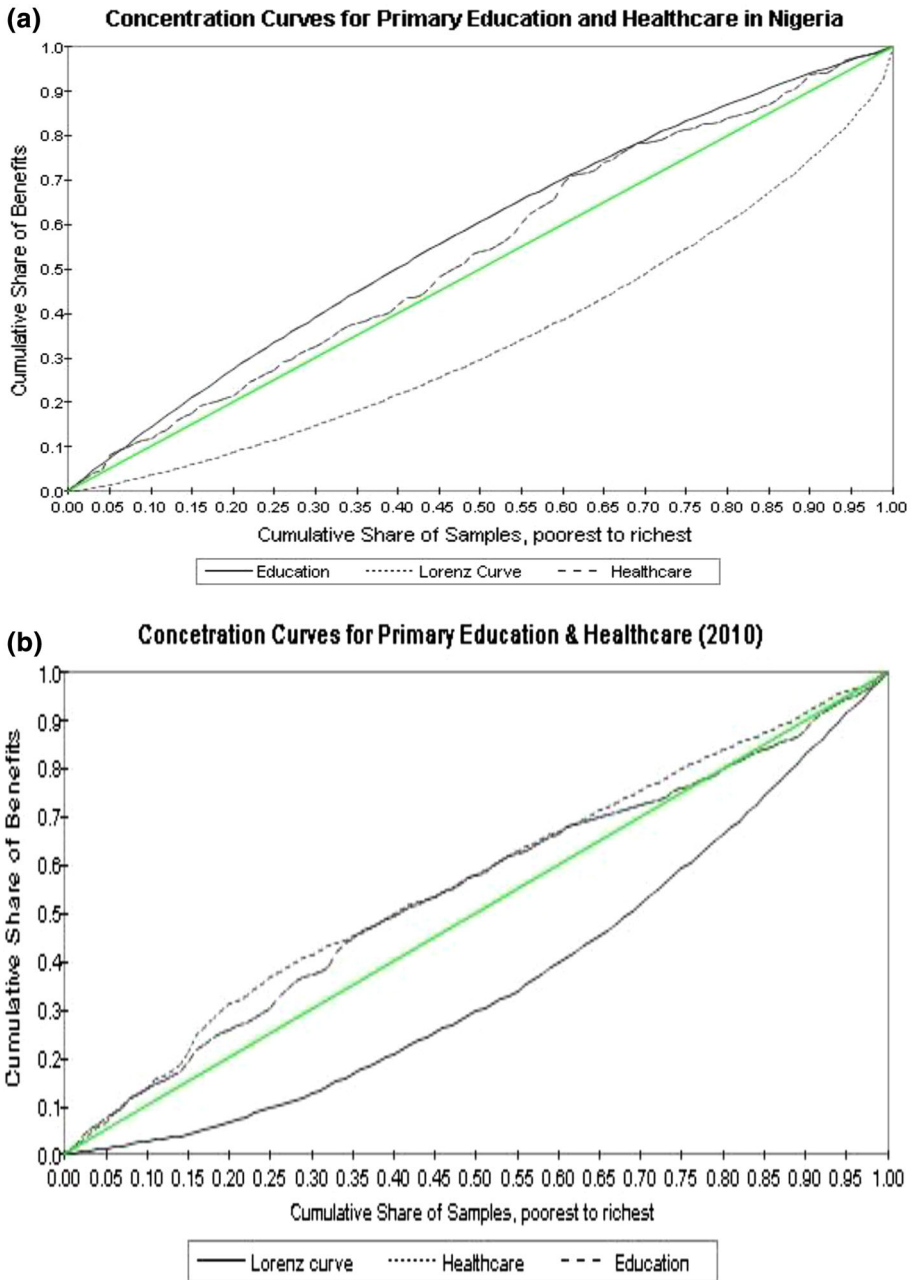 (a)
Concentration Curves for Primary Education and Healthcare in Nigeria
Cumulative Share of Benefits
1.0
0.9
0.8
0.7
0.6
0.5
0.4
0.3
0.2
0.1
0.0
0.00 0.05 0.10 0.15 0.20 0.25 0.30 0.35 0.40 0.45 0.50 0.55 0.60 0.65 0.70 0.75 0.80 0.85 0.90 0.95 1.00
Cumulative Share of Samples, poorest to richest
Education Lorenz Curve Healthcare
(b)
Concetration Curves for Primary Education & Healthcare (2010)
Cumulative Share of Benefits
1.0
0.9
0.8
0.7
0.6
0.5
0.4
0.3
0.2
0.1
0.0
0.00 0.05 0.10 0.15 0.20 0.25 0.30 0.35 0.40 0.45 0.50 0.55 0.60 0.65 0.70 0.75 0.80 0.85 0.90 0.95 1.00
Cumulative Share of Samples, poorest to richest
Lorenz curve Healthcare Education